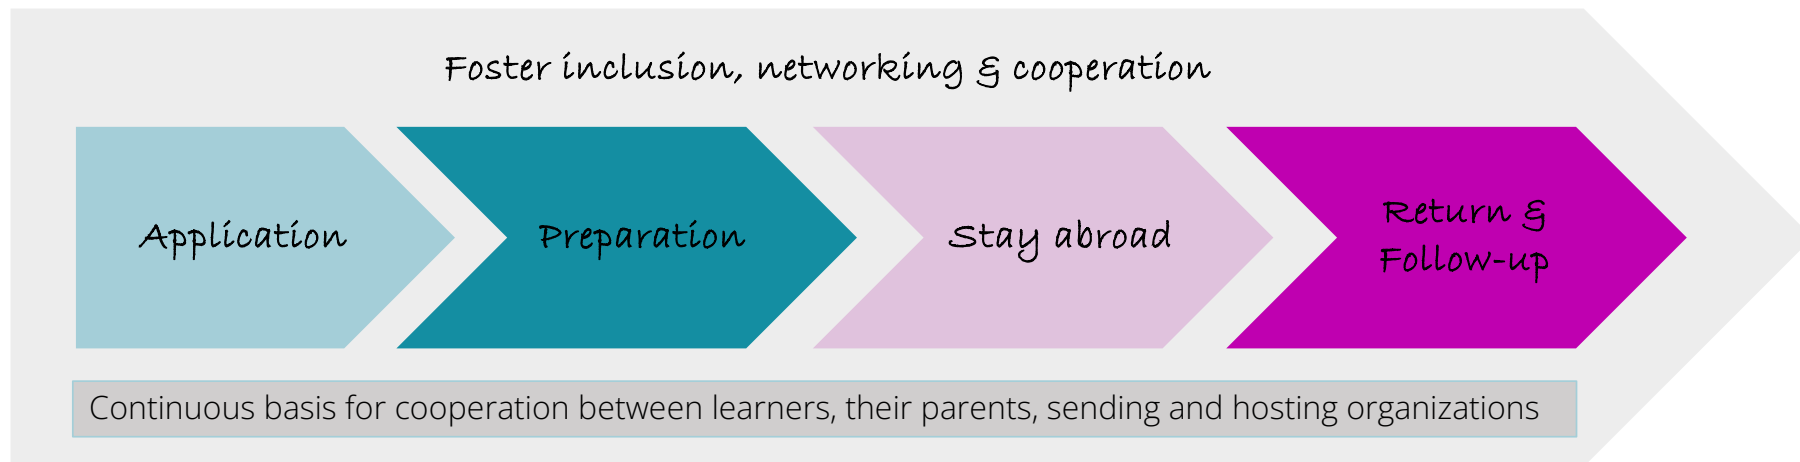 Foster inclusion, networking & cooperation
Application
Preparation
Stay abroad
Return &
Follow-up
Continuous basis for cooperation between learners, their parents, sending and hosting organizations